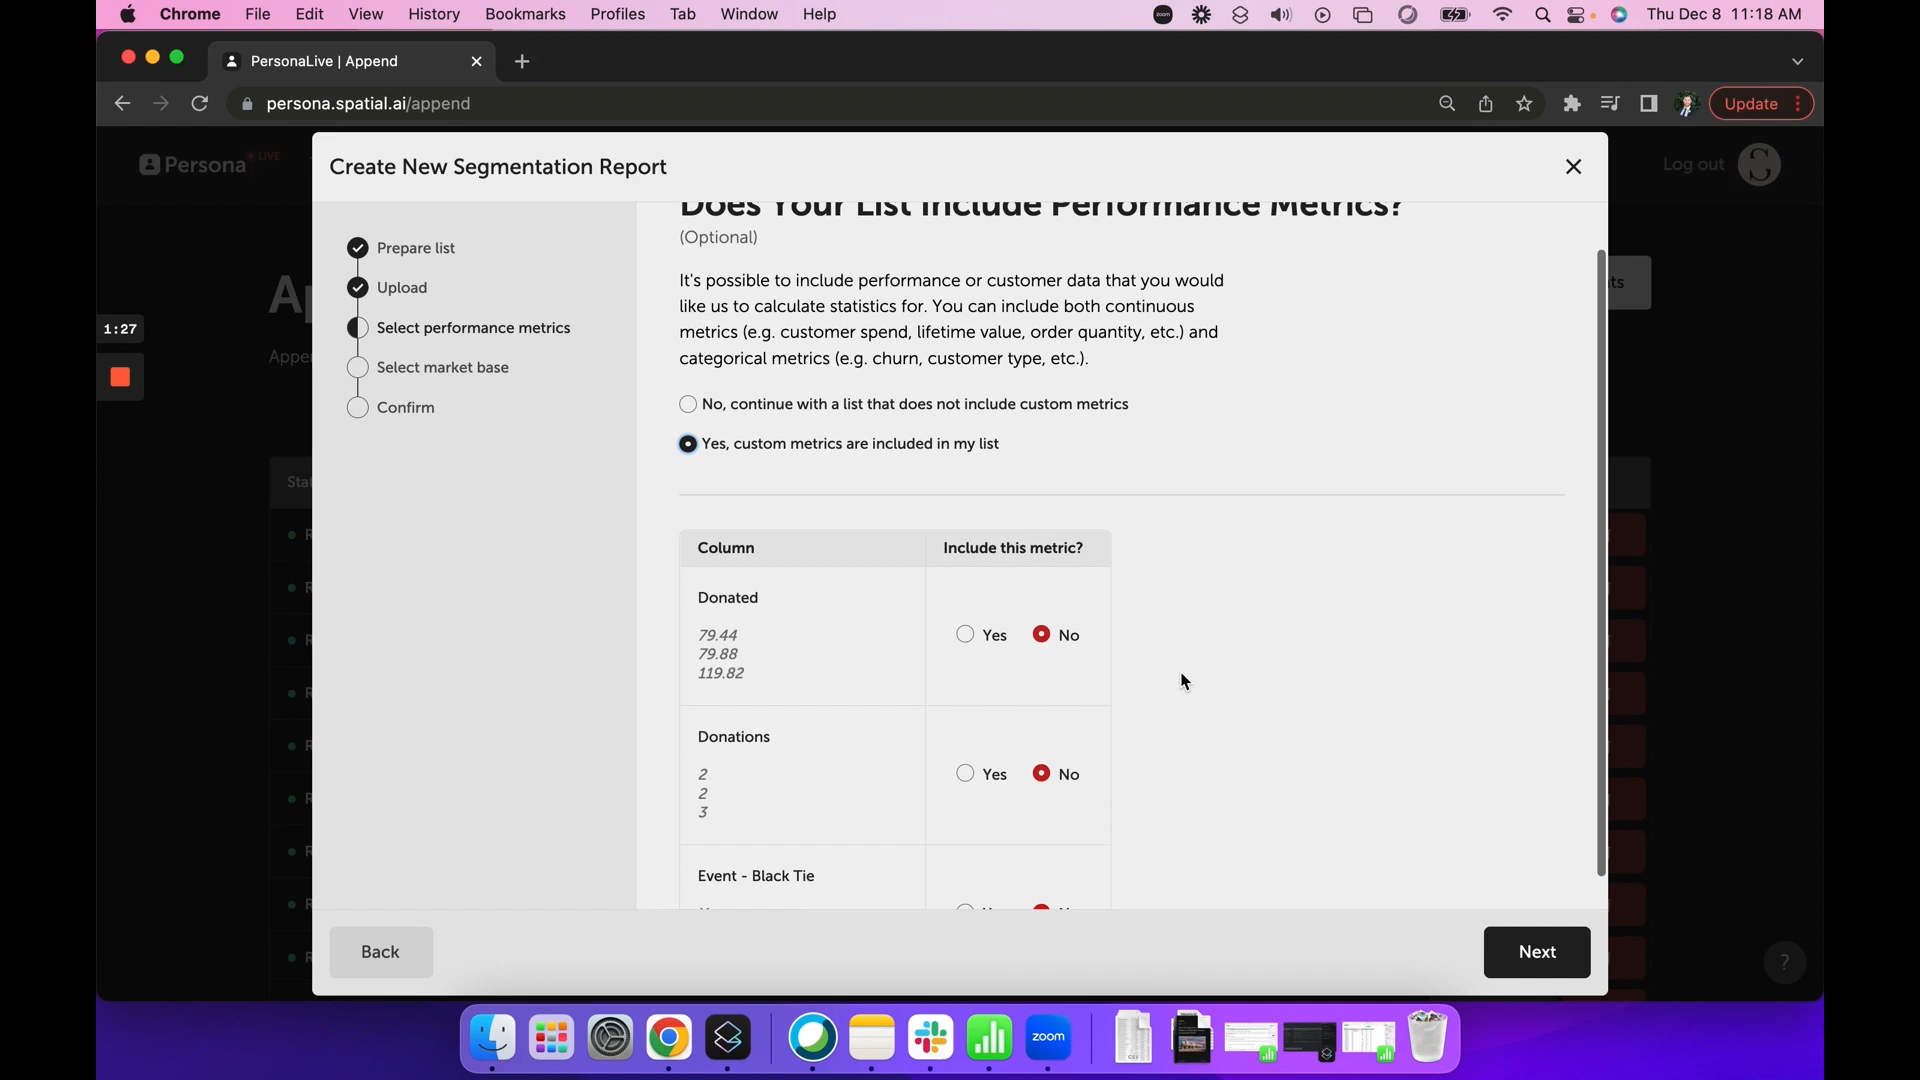 Chrome File Edit View History Bookmarks Profiles Tab Window Help
zoom
Thu Dec 8 11:18 AM
PersonaLive | Append
persona.spatial.ai/append
Update
Persona LIVE
Create New Segmentation Report
Log out
Does Your List Include Performance Metrics?
(Optional)
Prepare list
Upload
Select performance metrics
Select market base
Confirm
1:27
It's possible to include performance or customer data that you would
like us to calculate statistics for. You can include both continuous
metrics (e.g. customer spend, lifetime value, order quantity, etc.) and
categorical metrics (e.g. churn, customer type, etc.).
No, continue with a list that does not include custom metrics
Yes, custom metrics are included in my list
Column Include this metric?
Donated
79.44
79.88
119.82
Yes No
Donations
2
2
3
Yes No
Event - Black Tie
Back
Next
?
zoom
CSV